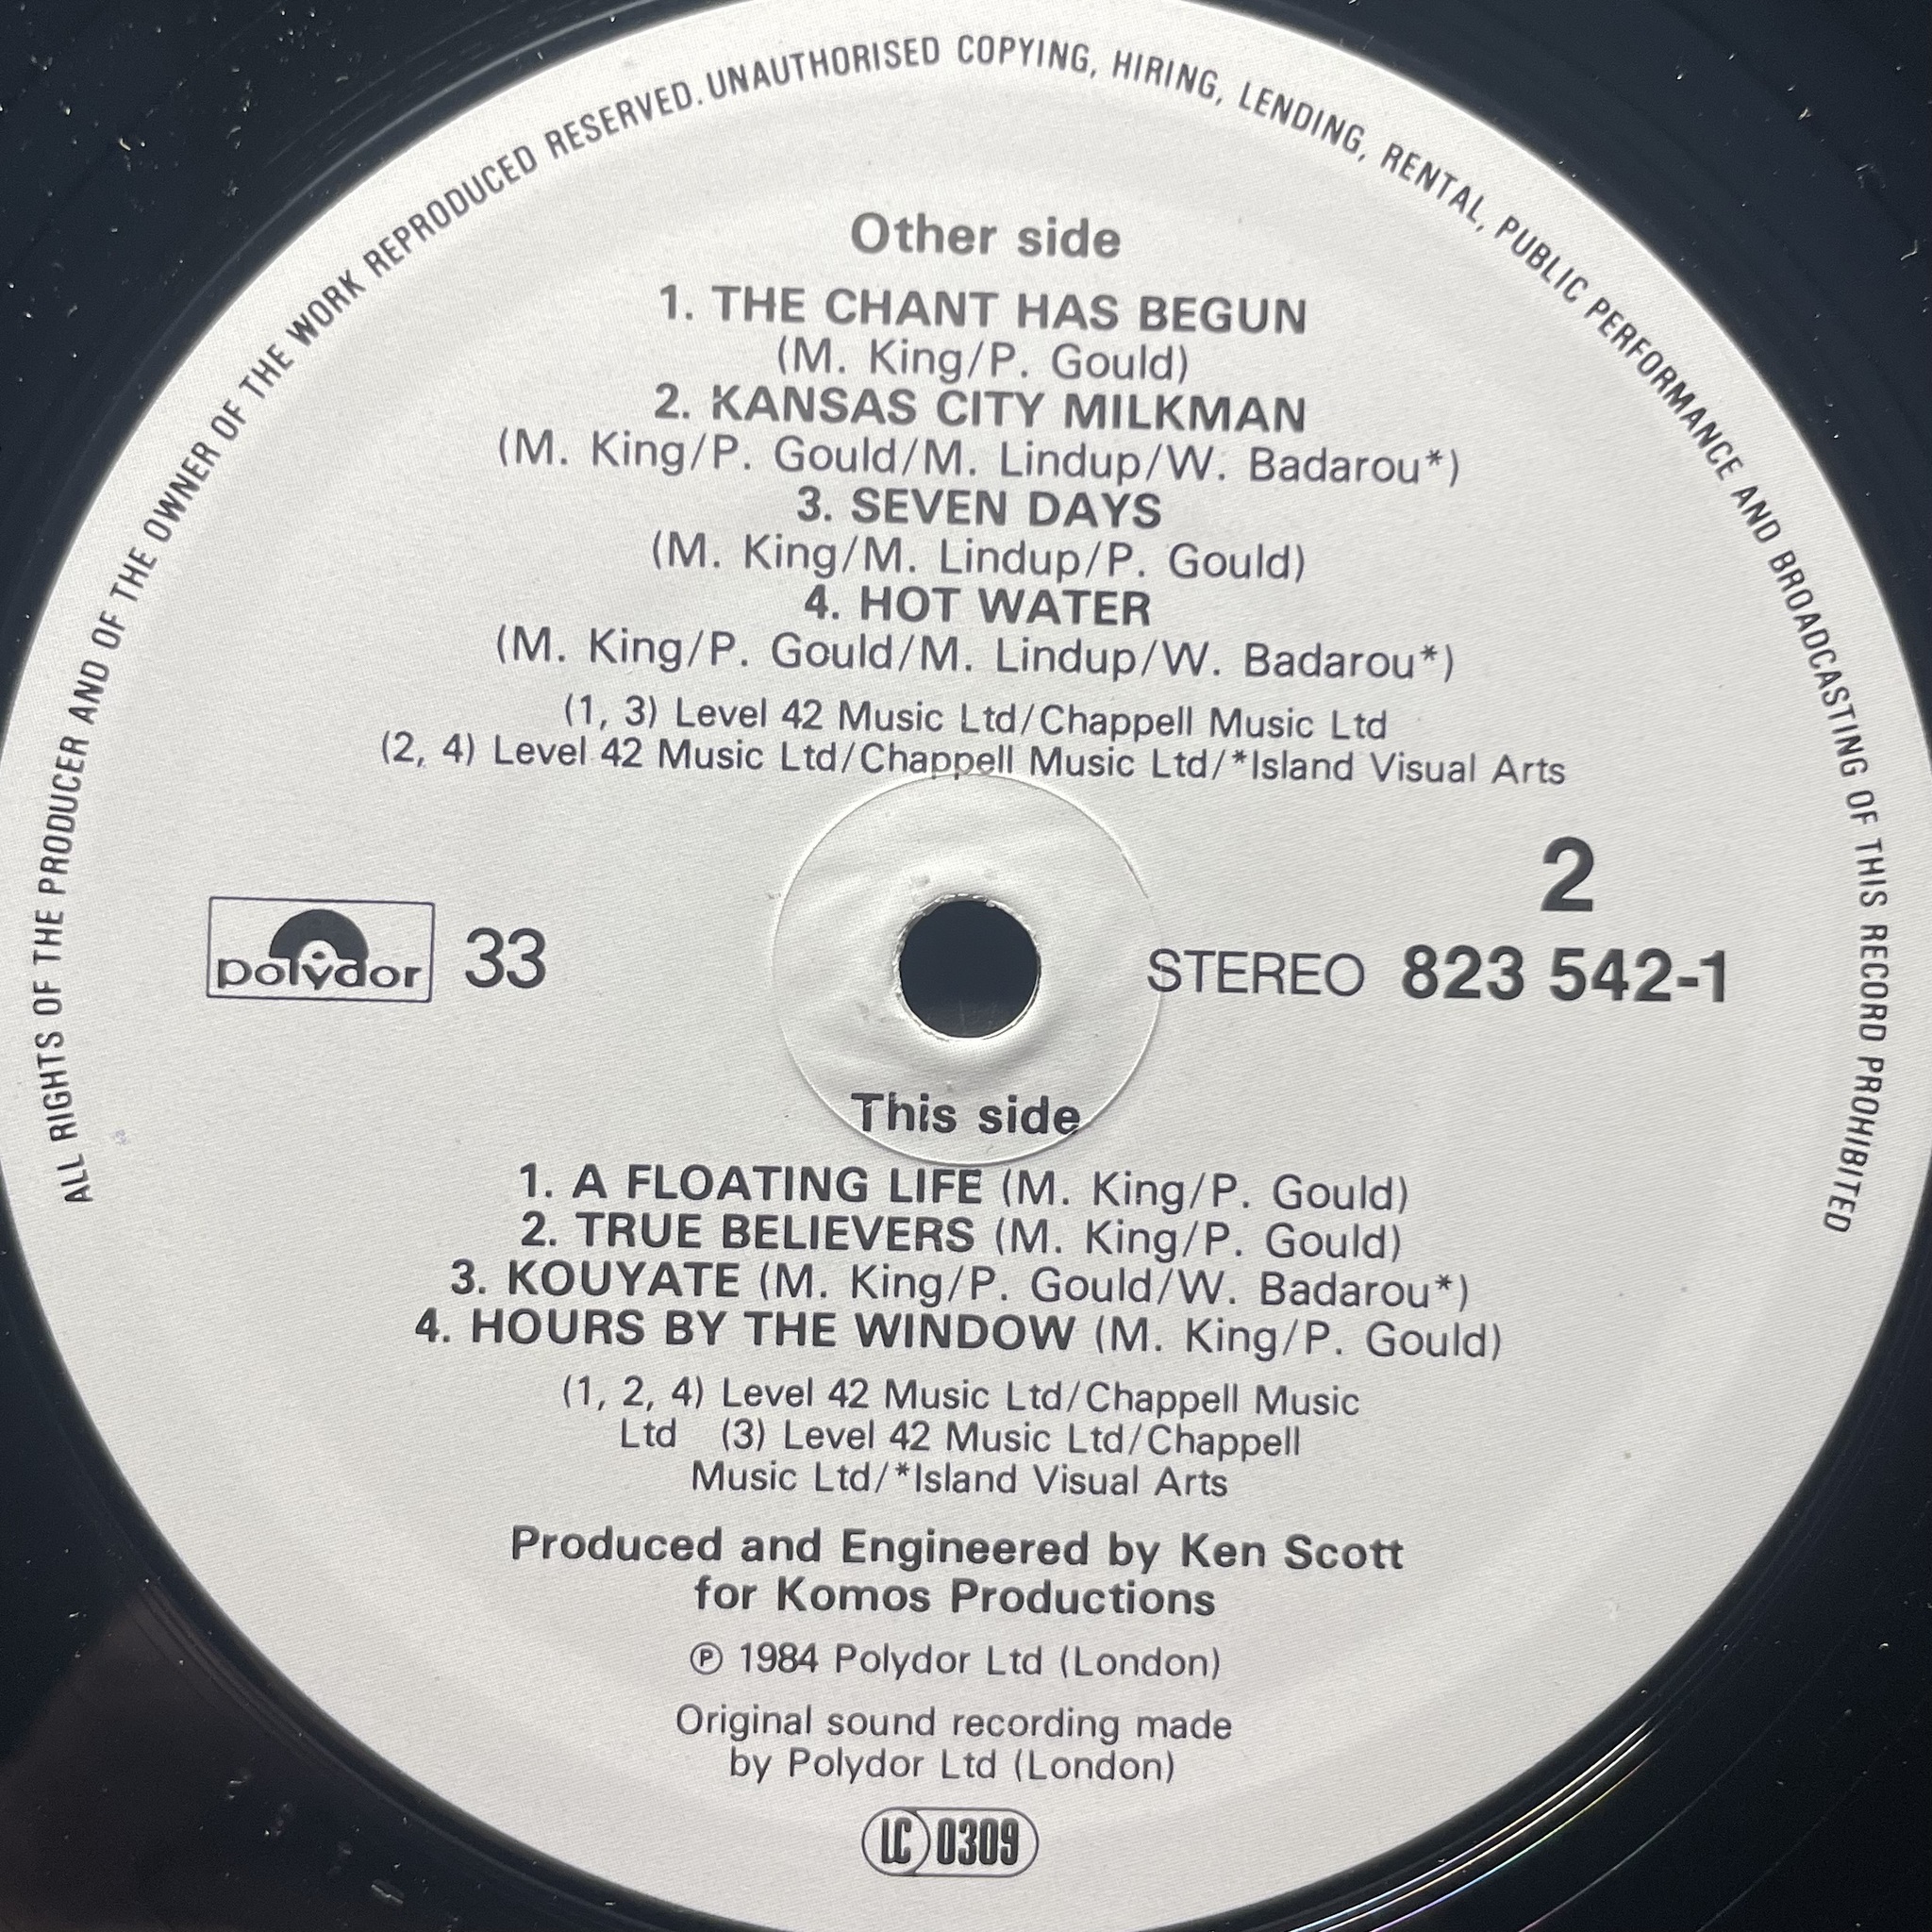 ALL RIGHTS OF THE PRODUCER AND OF THE OWNER OF THE WORK REPRODUCED RESERVED. UNAUTHORISED COPYING, HIRING, LENDING, RENTAL, PUBLIC PERFORMANCE AND BROADCASTING OF THIS RECORD PROHIBITED
Other side
1. THE CHANT HAS BEGUN
(M. King/P. Gould)
2. KANSAS CITY MILKMAN
(M. King/P. Gould/M. Lindup/W. Badarou*)
3. SEVEN DAYS
(M. King/M. Lindup/P. Gould)
4. HOT WATER
(M. King/P. Gould/M. Lindup/W. Badarou*)
(1, 3) Level 42 Music Ltd/Chappell Music Ltd
(2, 4) Level 42 Music Ltd/Chappell Music Ltd/*Island Visual Arts
2
polydor 33
STEREO 823 542-1
This side
1. A FLOATING LIFE (M. King/P. Gould)
2. TRUE BELIEVERS (M. King/P. Gould)
3. KOUYATE (M. King/P. Gould/W. Badarou*)
4. HOURS BY THE WINDOW (M. King/P. Gould)
(1, 2, 4) Level 42 Music Ltd/Chappell Music
Ltd (3) Level 42 Music Ltd/Chappell
Music Ltd/*Island Visual Arts
Produced and Engineered by Ken Scott
for Komos Productions
℗ 1984 Polydor Ltd (London)
Original sound recording made
by Polydor Ltd (London)
LC 0309